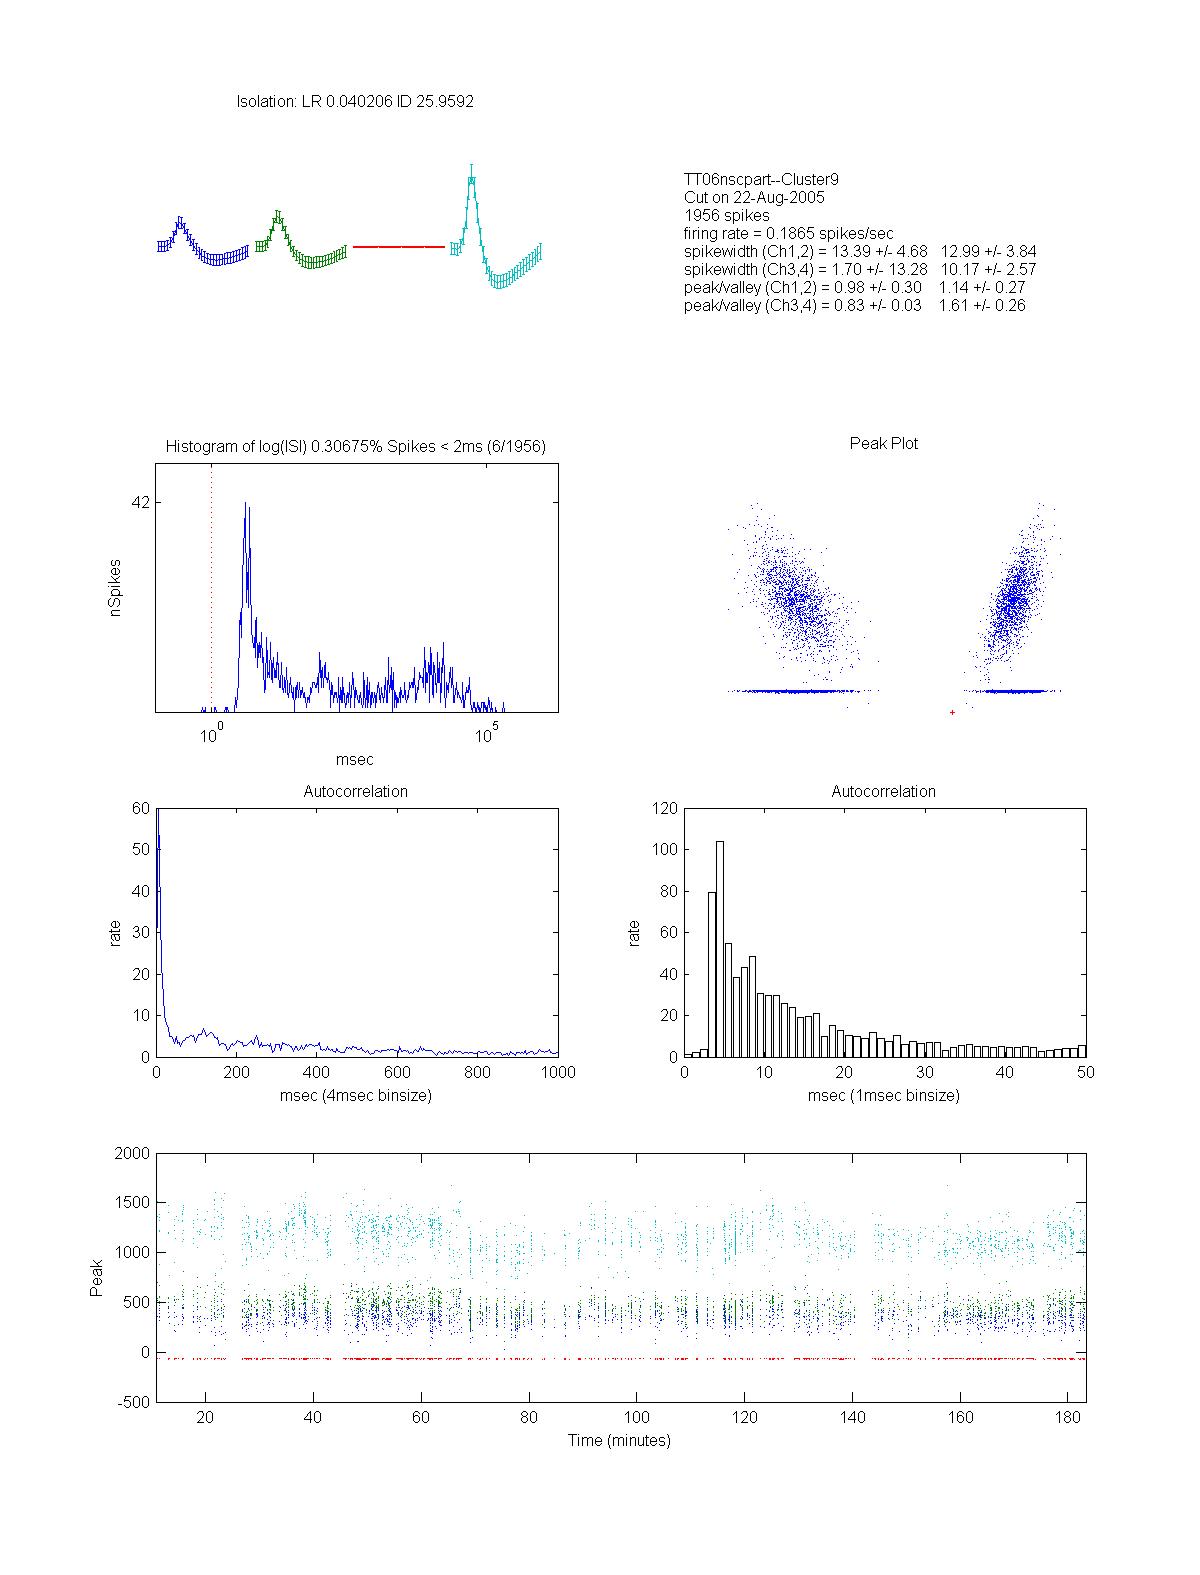 Isolation: LR 0.040206 ID 25.9592
TT06nscpart--Cluster9
Cut on 22-Aug-2005
1956 spikes
firing rate = 0.1865 spikes/sec
spikewidth (Ch1,2) = 13.39 +/- 4.68 12.99 +/- 3.84
spikewidth (Ch3,4) = 1.70 +/- 13.28 10.17 +/- 2.57
peak/valley (Ch1,2) = 0.98 +/- 0.30 1.14 +/- 0.27
peak/valley (Ch3,4) = 0.83 +/- 0.03 1.61 +/- 0.26
Histogram of log(ISI) 0.30675% Spikes < 2ms (6/1956)
42
nSpikes
10^0 10^5
msec
Peak Plot
Autocorrelation
60
50
40
30
20
10
0
rate
0 200 400 600 800 1000
msec (4msec binsize)
Autocorrelation
120
100
80
60
40
20
0
rate
0 10 20 30 40 50
msec (1msec binsize)
2000
1500
1000
500
0
-500
Peak
20 40 60 80 100 120 140 160 180
Time (minutes)